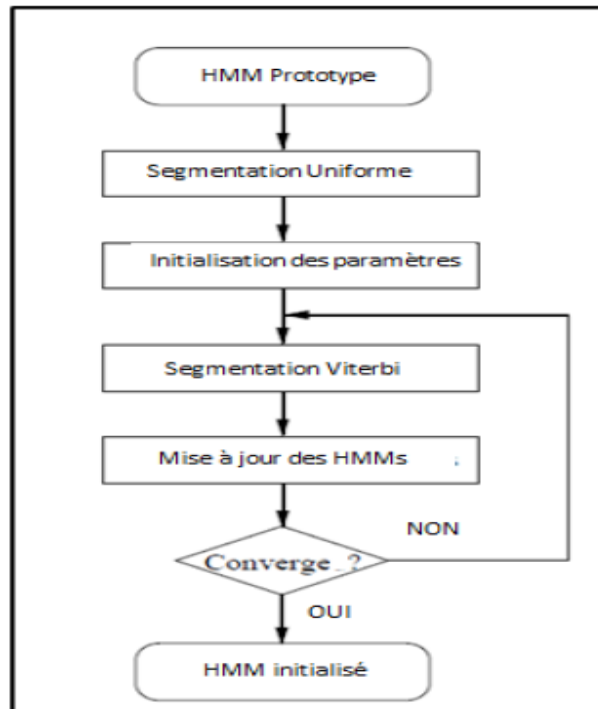 HMM Prototype
Segmentation Uniforme
Initialisation des paramètres
Segmentation Viterbi
Mise à jour des HMMs
NON
Converge ?
OUI
HMM initialisé